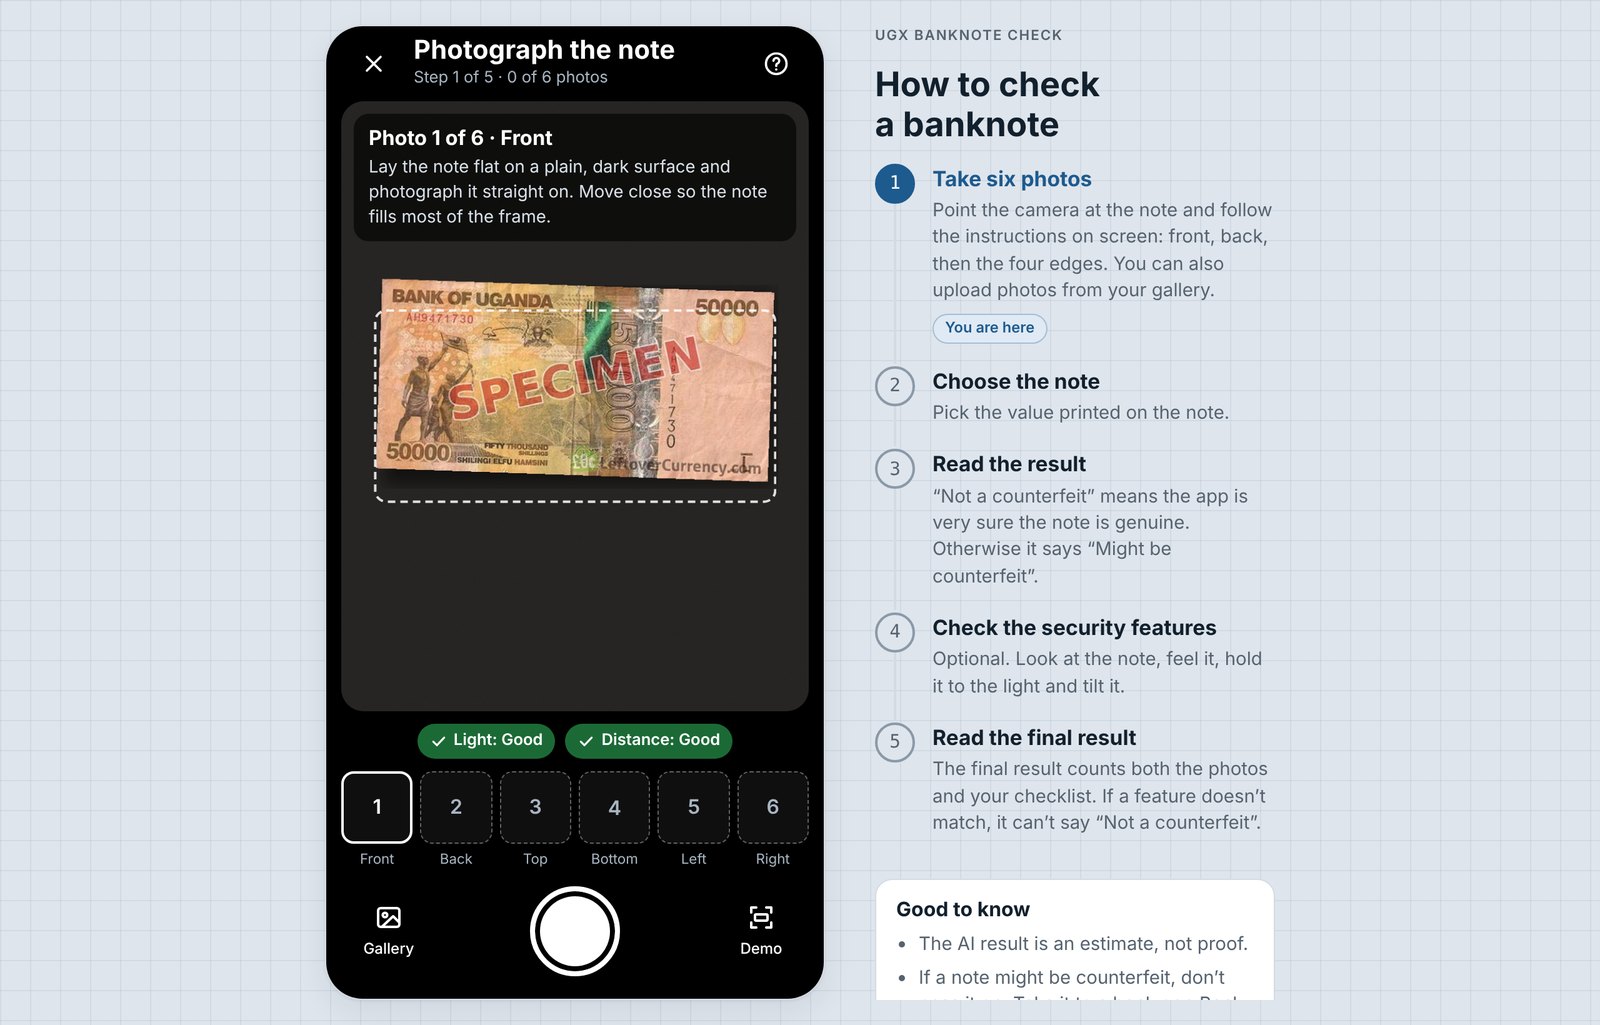 Photograph the note
Step 1 of 5 · 0 of 6 photos
Photo 1 of 6 · Front
Lay the note flat on a plain, dark surface and
photograph it straight on. Move close so the note
fills most of the frame.
BANK OF UGANDA
50000
AH9471730
SPECIMEN
50000
FIFTY THOUSAND
SHILLINGS
SHILINGI ELFU HAMSINI
LeftoverCurrency.com
Light: Good
Distance: Good
1
2
3
4
5
6
Front
Back
Top
Bottom
Left
Right
Gallery
Demo
UGX BANKNOTE CHECK
How to check
a banknote
1
Take six photos
Point the camera at the note and follow
the instructions on screen: front, back,
then the four edges. You can also
upload photos from your gallery.
You are here
2
Choose the note
Pick the value printed on the note.
3
Read the result
“Not a counterfeit” means the app is
very sure the note is genuine.
Otherwise it says “Might be
counterfeit”.
4
Check the security features
Optional. Look at the note, feel it, hold
it to the light and tilt it.
5
Read the final result
The final result counts both the photos
and your checklist. If a feature doesn’t
match, it can’t say “Not a counterfeit”.
Good to know
• The AI result is an estimate, not proof.
• If a note might be counterfeit, don’t